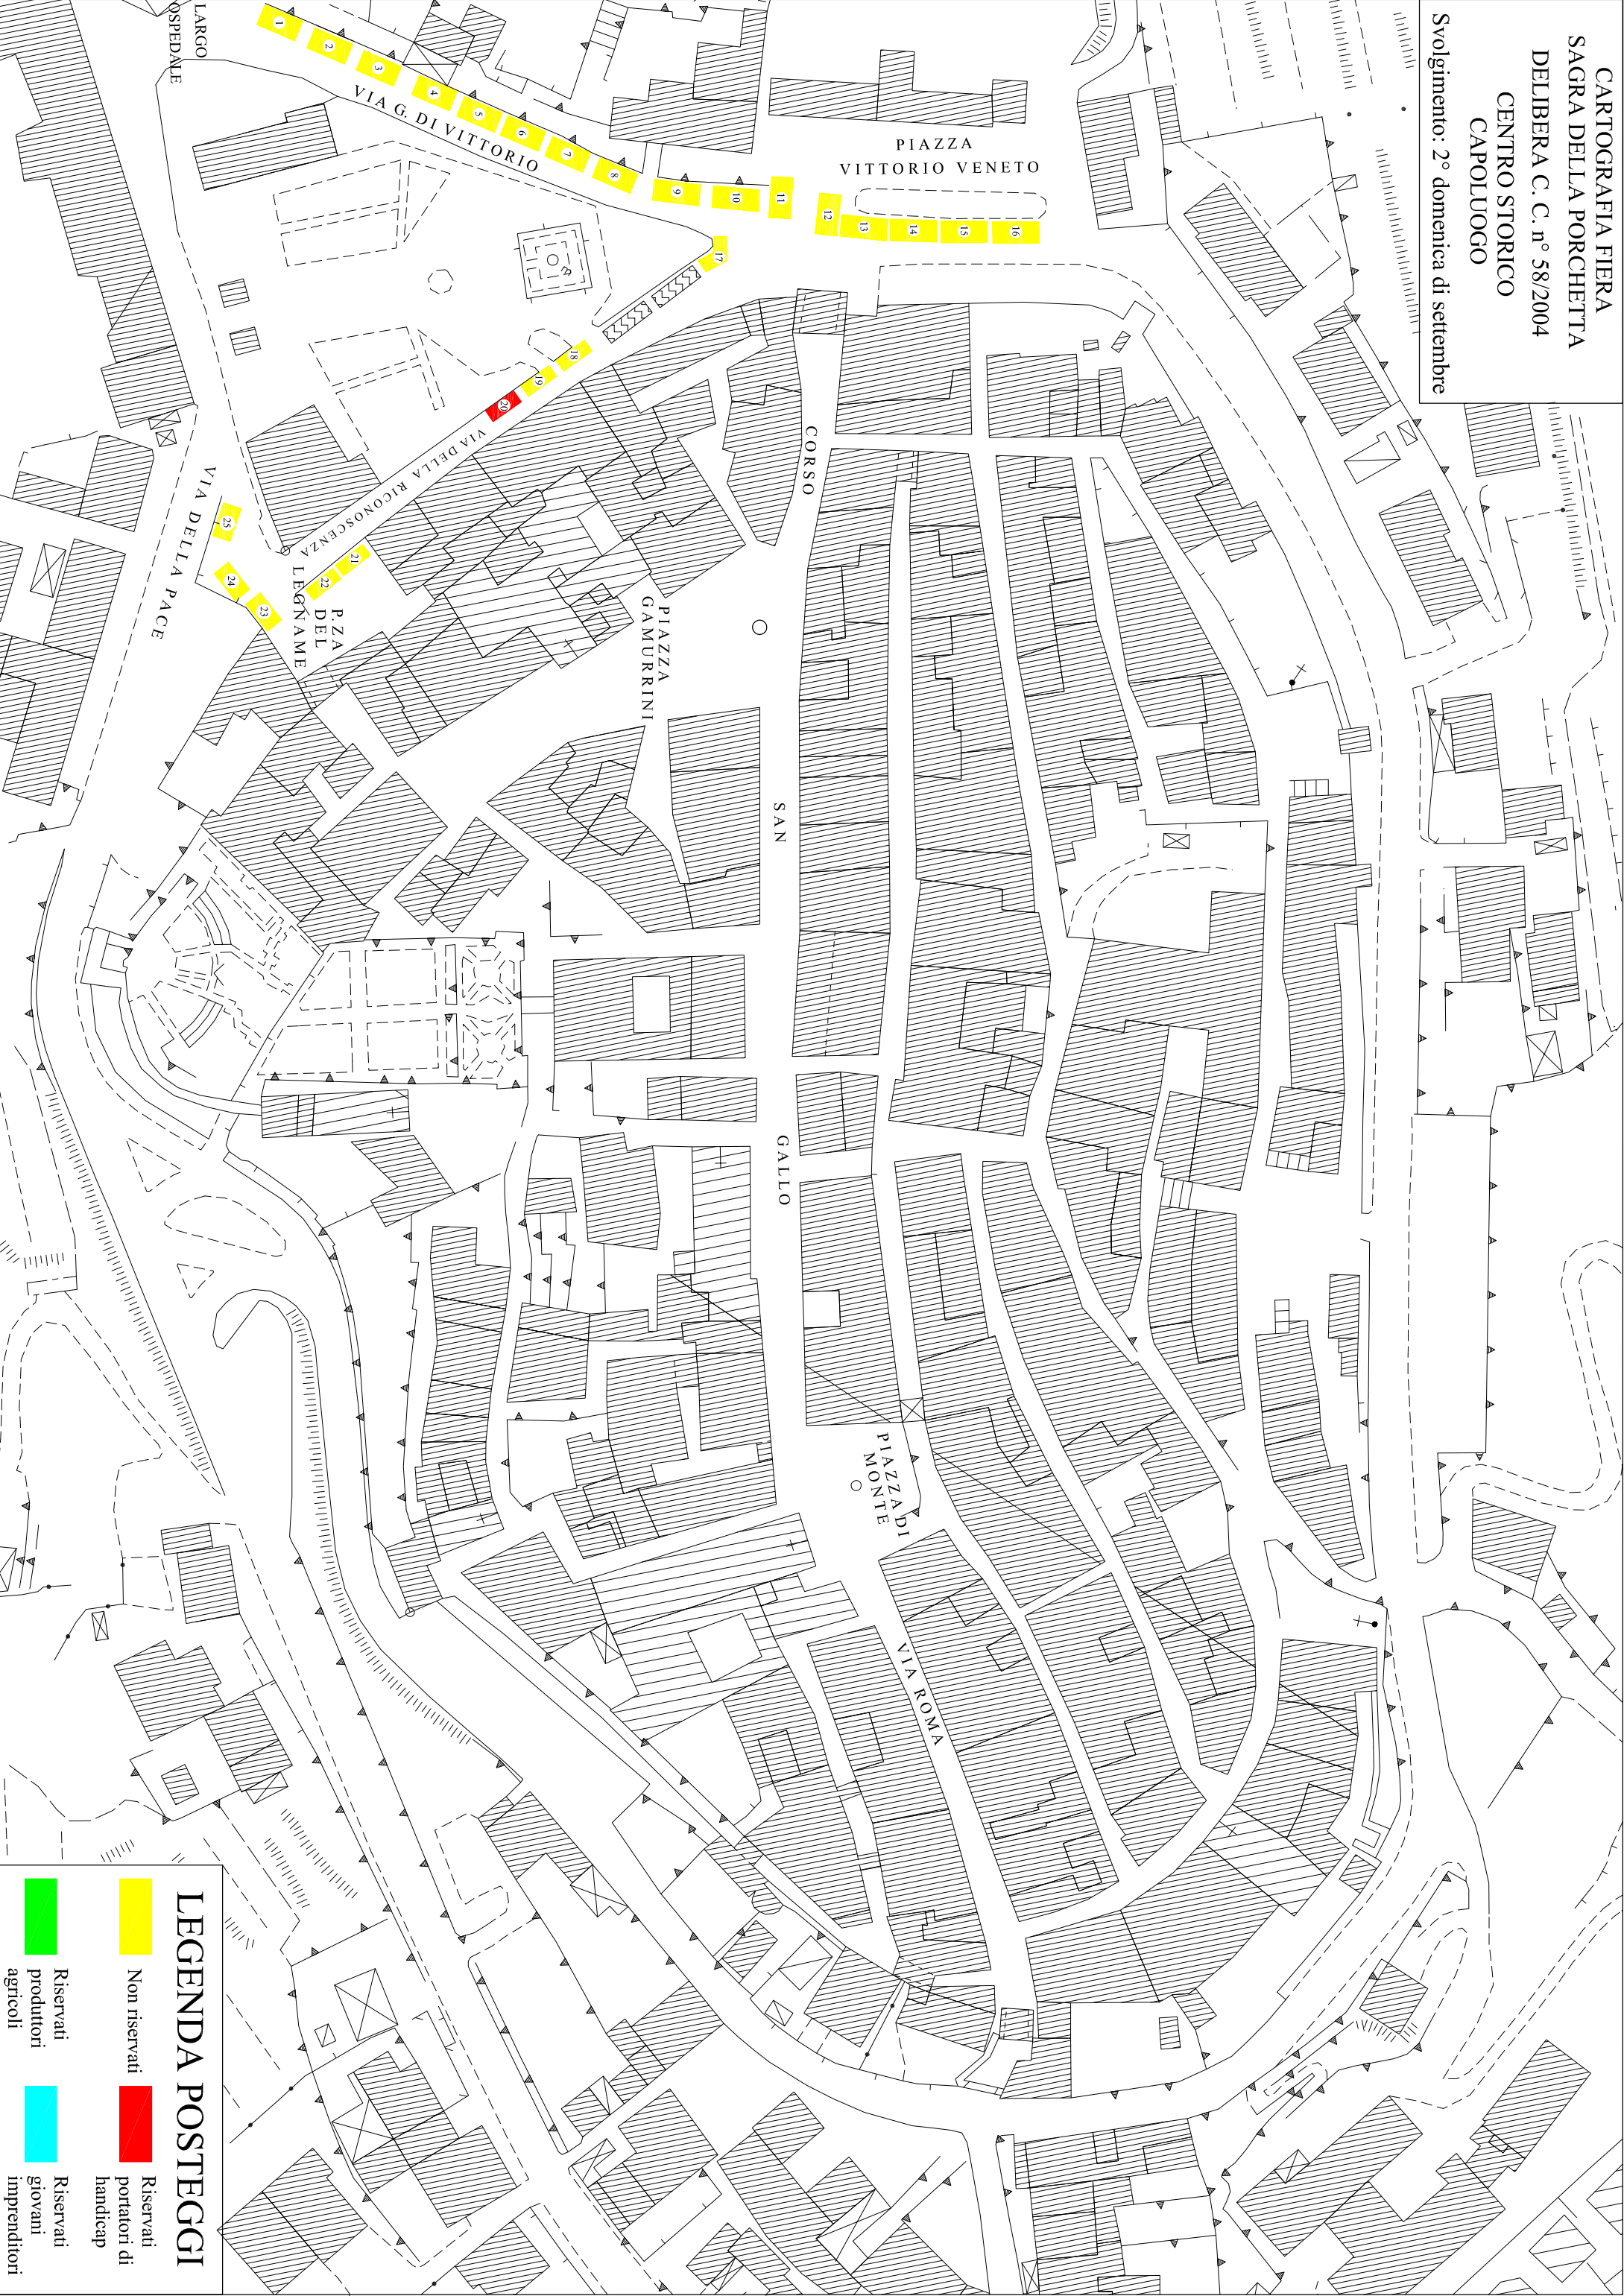 CARTOGRAFIA FIERA
SAGRA DELLA PORCHETTA
DELIBERA C. C. n° 58/2004
CENTRO STORICO
CAPOLUOGO
Svolgimento: 2° domenica di settembre
LARGO
OSPEDALE
VIA G. DI VITTORIO
PIAZZA
VITTORIO VENETO
1
2
3
4
5
6
7
8
9
10
11
12
13
14
15
16
17
18
19
20
VIA DELLA RICONOSCENZA
21
22
23
24
25
VIA DELLA PACE
P.ZA
DEL
LEGNAME
PIAZZA
GAMURRINI
CORSO
SAN
GALLO
PIAZZA DI
MONTE
VIA ROMA
LEGENDA POSTEGGI
Non riservati
Riservati
portatori di
handicap
Riservati
produttori
agricoli
Riservati
giovani
imprenditori